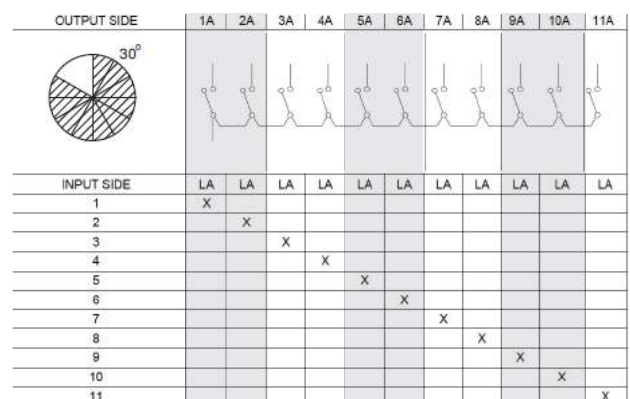 OUTPUT SIDE 1A 2A 3A 4A 5A 6A 7A 8A 9A 10A 11A
30°
INPUT SIDE LA LA LA LA LA LA LA LA LA LA LA
1 X
2 X
3 X
4 X
5 X
6 X
7 X
8 X
9 X
10 X
11 X